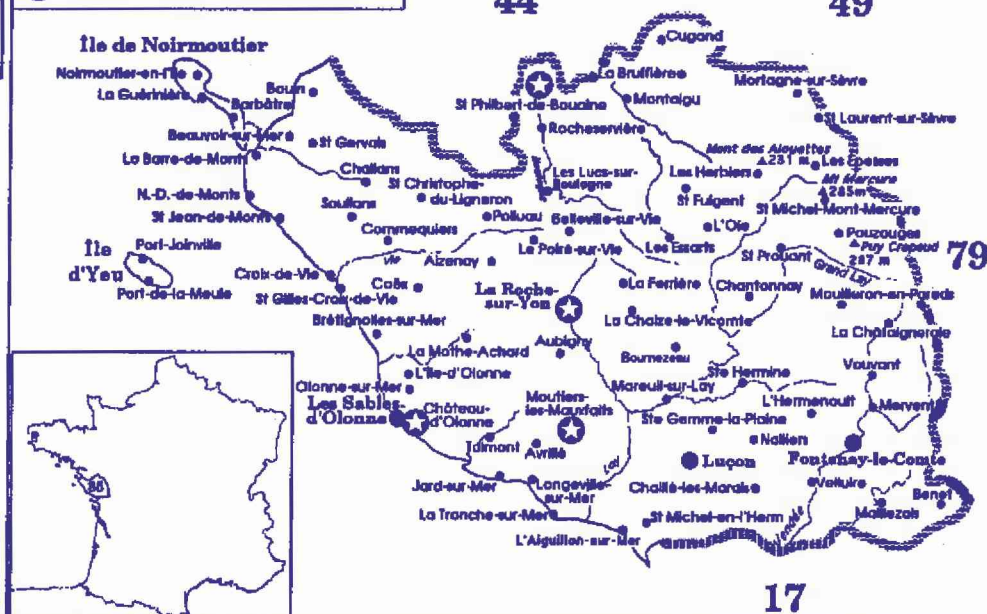 44
49
Île de Noirmoutier
Cugand
Noirmoutier-en-l'Île
La Bruffière
Mortagne-sur-Sèvre
La Guérinière
Bouin
Montaigu
Barbâtre
St Philbert-de-Bouaine
St Laurent-sur-Sèvre
Beauvoir-sur-Mer
Rocheservière
St Gervais
Mont des Alouettes
231 m
Les Epesses
La Barre-de-Monts
Les Herbiers
Mt Mercure
Challans
Les Lucs-sur-
Boulogne
285m
N.-D.-de-Monts
St Christophe-
du-Ligneron
St Fulgent
St Michel-Mont-Mercure
Soullans
St Jean-de-Monts
Palluau
Belleville-sur-Vie
L'Oie
Pouzauges
Île
d'Yeu
Port-Joinville
Commequiers
Le Poiré-sur-Vie
Les Essarts
Puy Crapaud
79
Vie
Aizenay
St Prouant
287 m
Croix-de-Vie
Grand Lay
Port-de-la-Meule
Coëx
La Ferrière
Chantonnay
St Gilles-Croix-de-Vie
La Roche-
sur-Yon
Mouilleron-en-Pareds
Brétignolles-sur-Mer
La Chaize-le-Vicomte
La Châtaigneraie
La Mothe-Achard
Aubigny
Bournezeau
Vouvant
L'Île-d'Olonne
Ste Hermine
Olonne-sur-Mer
Moutiers-
les-Mauxfaits
Mareuil-sur-Lay
L'Hermenault
Mervent
Les Sables-
d'Olonne
Château-
d'Olonne
Ste Gemme-la-Plaine
Talmont
Avrillé
Nalliers
Lay
Luçon
Fontenay-le-Comte
Jard-sur-Mer
Longeville-
sur-Mer
Chaillé-les-Marais
Velluire
Benet
La Tranche-sur-Mer
Maillezais
St Michel-en-l'Herm
L'Aiguillon-sur-Mer
17